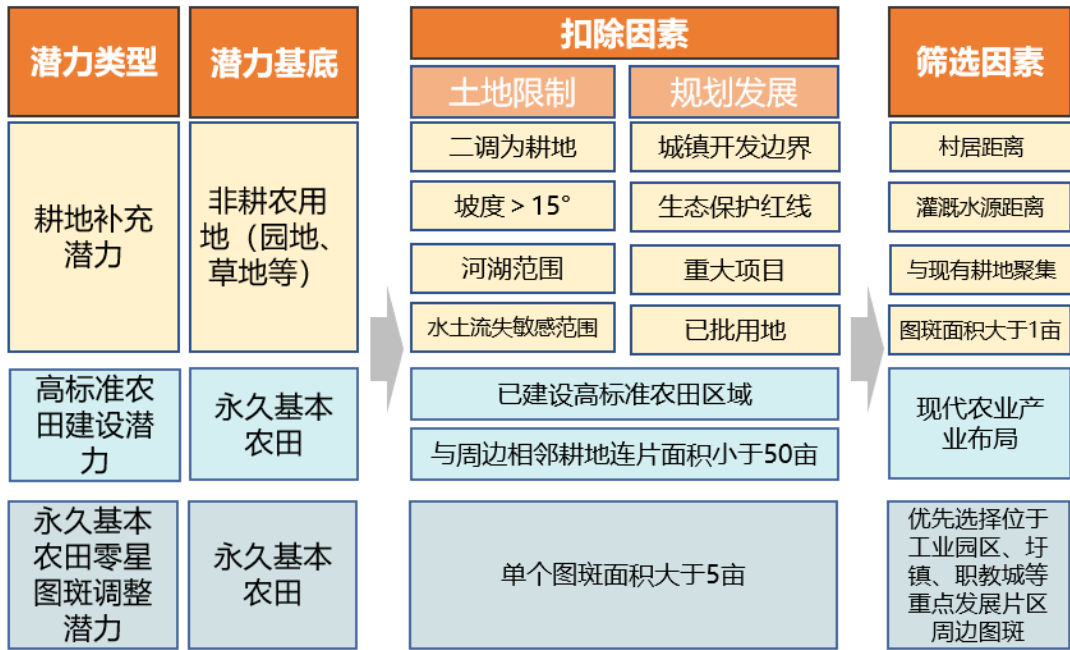 潜力类型
潜力基底
扣除因素
土地限制
规划发展
筛选因素
耕地补充
潜力
非耕农用
地（园地、
草地等）
二调为耕地
城镇开发边界
村居距离
坡度＞15°
生态保护红线
灌溉水源距离
河湖范围
重大项目
与现有耕地聚集
水土流失敏感范围
已批用地
图斑面积大于1亩
高标准农
田建设潜
力
永久基本
农田
已建设高标准农田区域
与周边相邻耕地连片面积小于50亩
现代农业产
业布局
永久基本
农田零星
图斑调整
潜力
永久基本
农田
单个图斑面积大于5亩
优先选择位于
工业园区、圩
镇、职教城等
重点发展片区
周边图斑